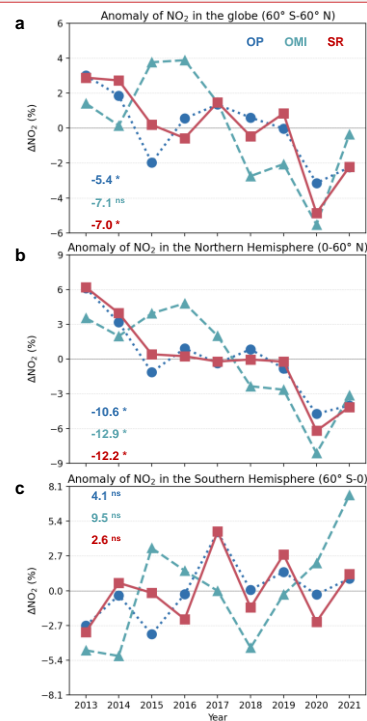 a
Anomaly of NO₂ in the globe (60° S-60° N)
OP OMI SR
ΔNO₂ (%)
6
4
2
0
−2
−4
−6
-5.4 *
-7.1 ns
-7.0 *
b
Anomaly of NO₂ in the Northern Hemisphere (0-60° N)
ΔNO₂ (%)
9
6
3
0
−3
−6
−9
-10.6 *
-12.9 *
-12.2 *
c
Anomaly of NO₂ in the Southern Hemisphere (60° S-0)
ΔNO₂ (%)
8.1
5.4
2.7
0.0
−2.7
−5.4
−8.1
4.1 ns
9.5 ns
2.6 ns
2013 2014 2015 2016 2017 2018 2019 2020 2021
Year